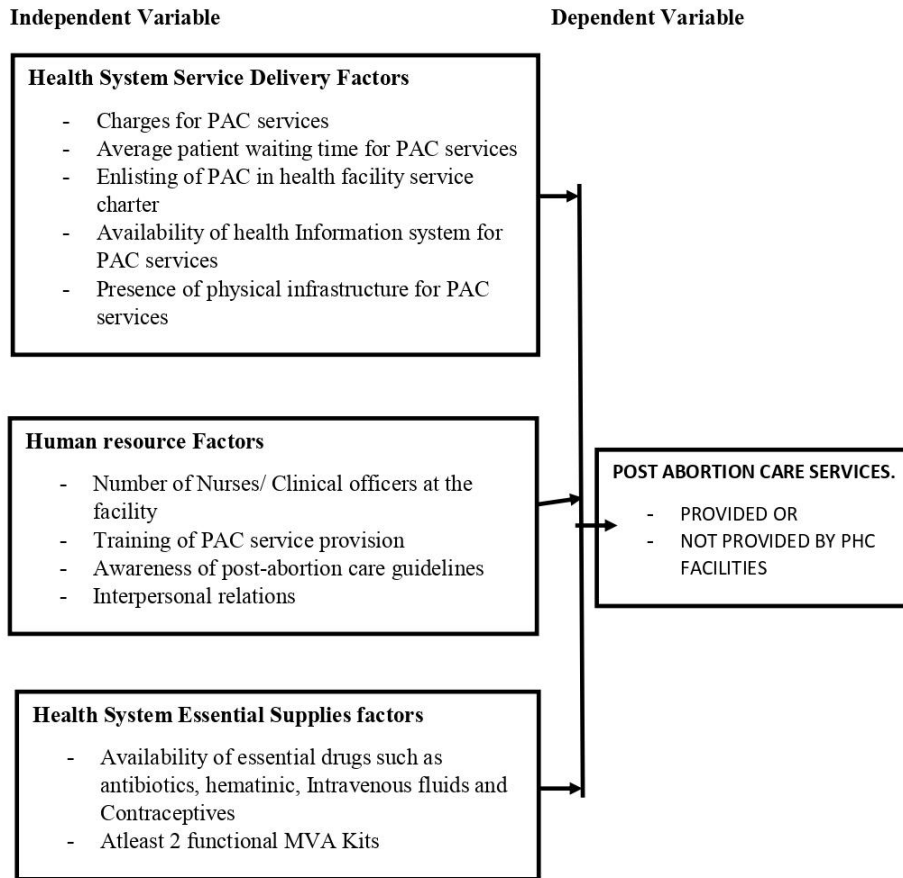 Independent Variable
Dependent Variable
Health System Service Delivery Factors
- Charges for PAC services
- Average patient waiting time for PAC services
- Enlisting of PAC in health facility service
charter
- Availability of health Information system for
PAC services
- Presence of physical infrastructure for PAC
services
Human resource Factors
- Number of Nurses/ Clinical officers at the
facility
- Training of PAC service provision
- Awareness of post-abortion care guidelines
- Interpersonal relations
POST ABORTION CARE SERVICES.
- PROVIDED OR
- NOT PROVIDED BY PHC
FACILITIES
Health System Essential Supplies factors
- Availability of essential drugs such as
antibiotics, hematinic, Intravenous fluids and
Contraceptives
- Atleast 2 functional MVA Kits